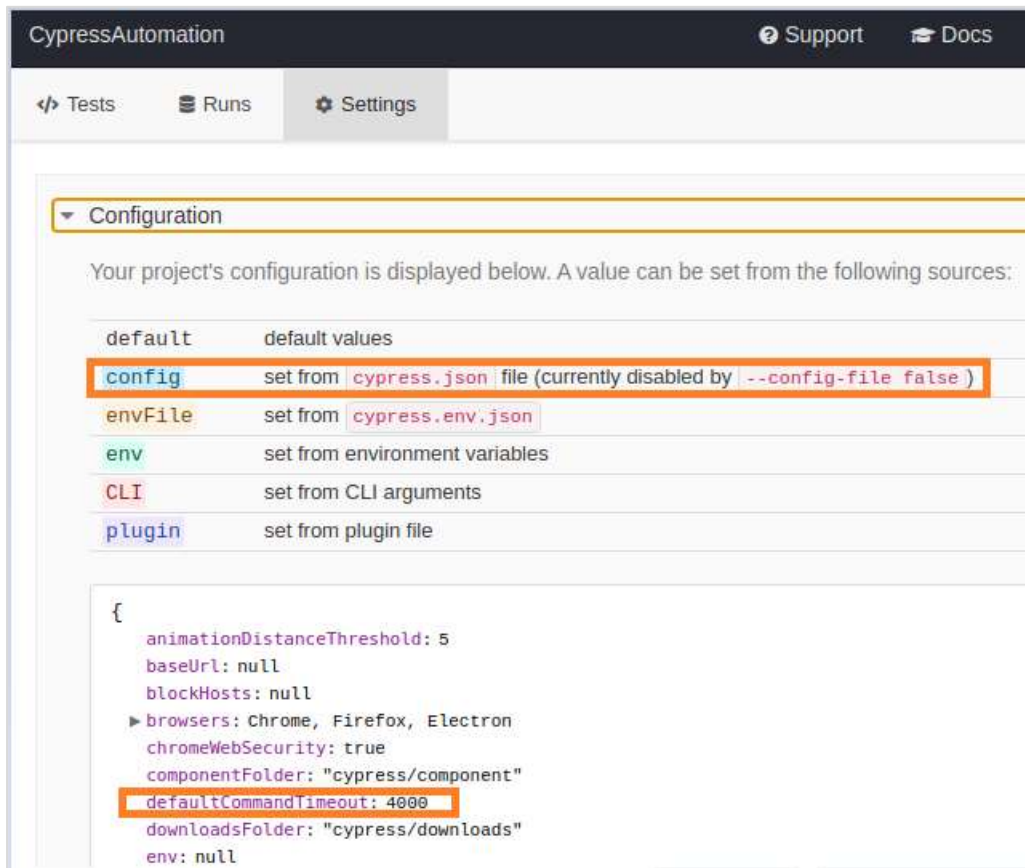 CypressAutomation Support Docs
</> Tests Runs Settings
Configuration
Your project's configuration is displayed below. A value can be set from the following sources:
default default values
config set from cypress.json file (currently disabled by --config-file false )
envFile set from cypress.env.json
env set from environment variables
CLI set from CLI arguments
plugin set from plugin file
{
animationDistanceThreshold: 5
baseUrl: null
blockHosts: null
browsers: Chrome, Firefox, Electron
chromeWebSecurity: true
componentFolder: "cypress/component"
defaultCommandTimeout: 4000
downloadsFolder: "cypress/downloads"
env: null